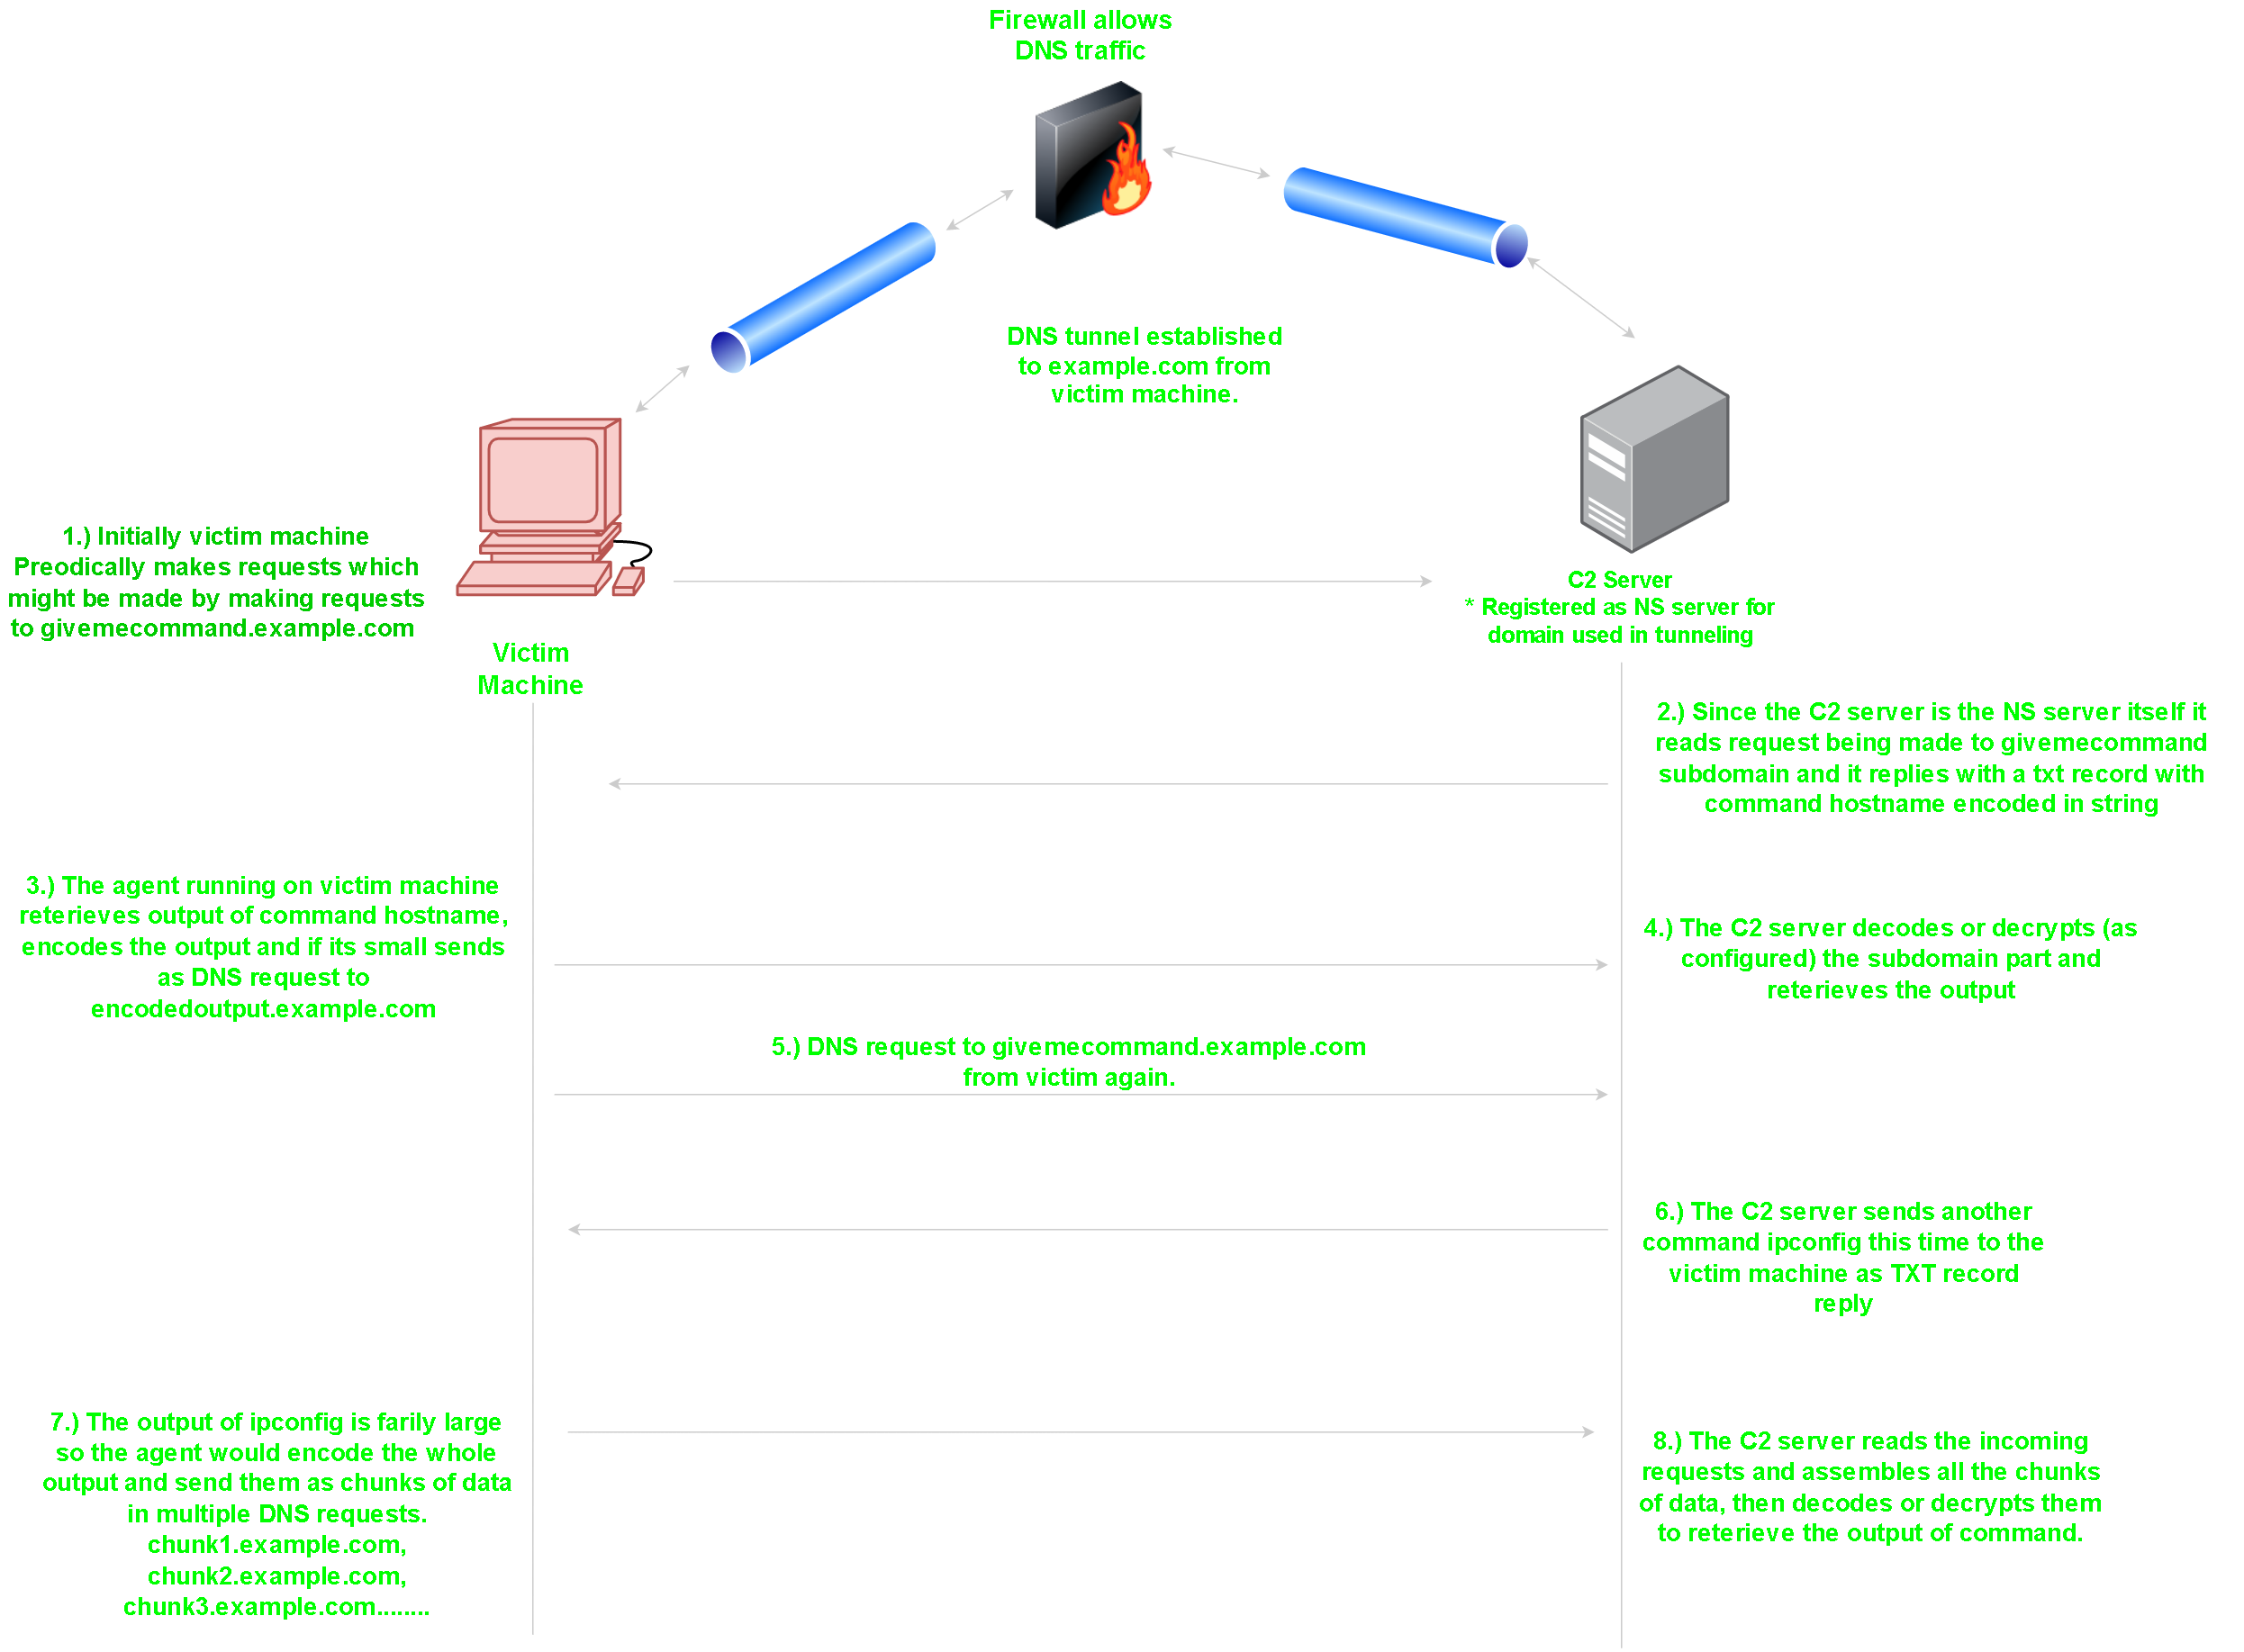 Firewall allows
DNS traffic
DNS tunnel established
to example.com from
victim machine.
1.) Initially victim machine
Preodically makes requests which
might be made by making requests
to givemecommand.example.com
Victim
Machine
C2 Server
* Registered as NS server for
domain used in tunneling
2.) Since the C2 server is the NS server itself it
reads request being made to givemecommand
subdomain and it replies with a txt record with
command hostname encoded in string
3.) The agent running on victim machine
reterieves output of command hostname,
encodes the output and if its small sends
as DNS request to
encodedoutput.example.com
4.) The C2 server decodes or decrypts (as
configured) the subdomain part and
reterieves the output
5.) DNS request to givemecommand.example.com
from victim again.
6.) The C2 server sends another
command ipconfig this time to the
victim machine as TXT record
reply
7.) The output of ipconfig is farily large
so the agent would encode the whole
output and send them as chunks of data
in multiple DNS requests.
chunk1.example.com,
chunk2.example.com,
chunk3.example.com........
8.) The C2 server reads the incoming
requests and assembles all the chunks
of data, then decodes or decrypts them
to reterieve the output of command.